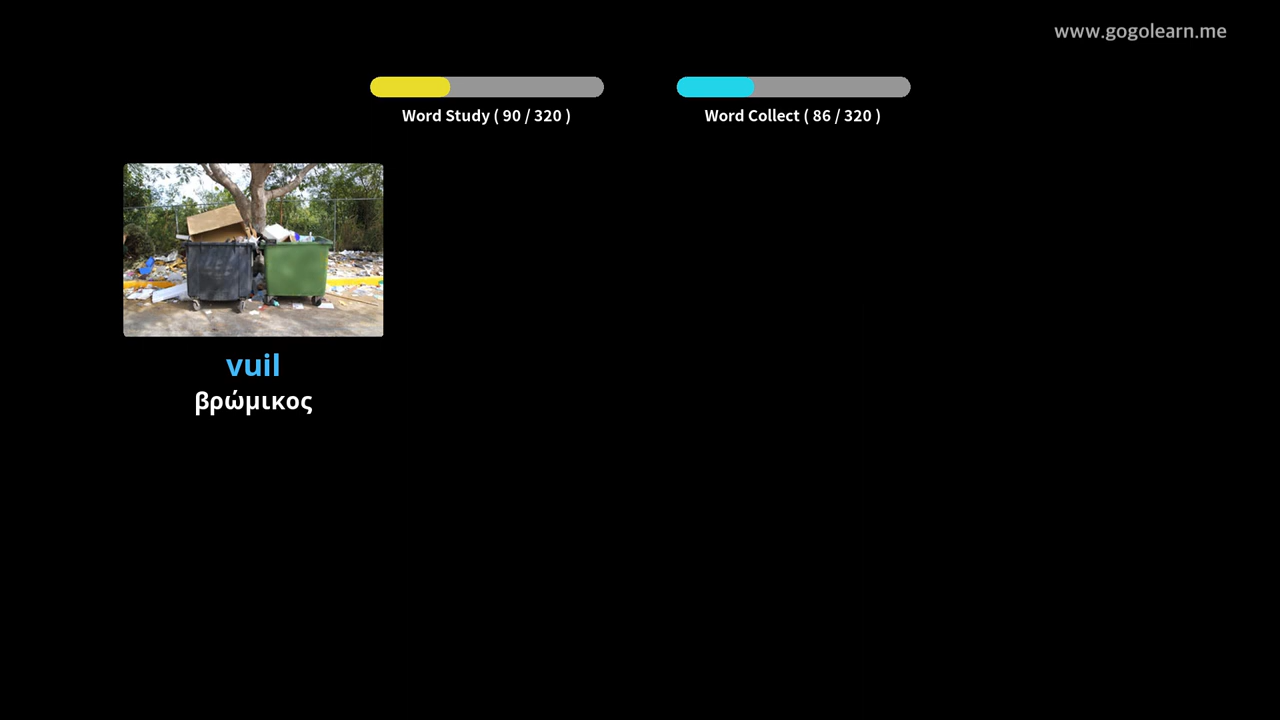 www.gogolearn.me
Word Study ( 90 / 320 )
Word Collect ( 86 / 320 )
vuil
βρώμικος